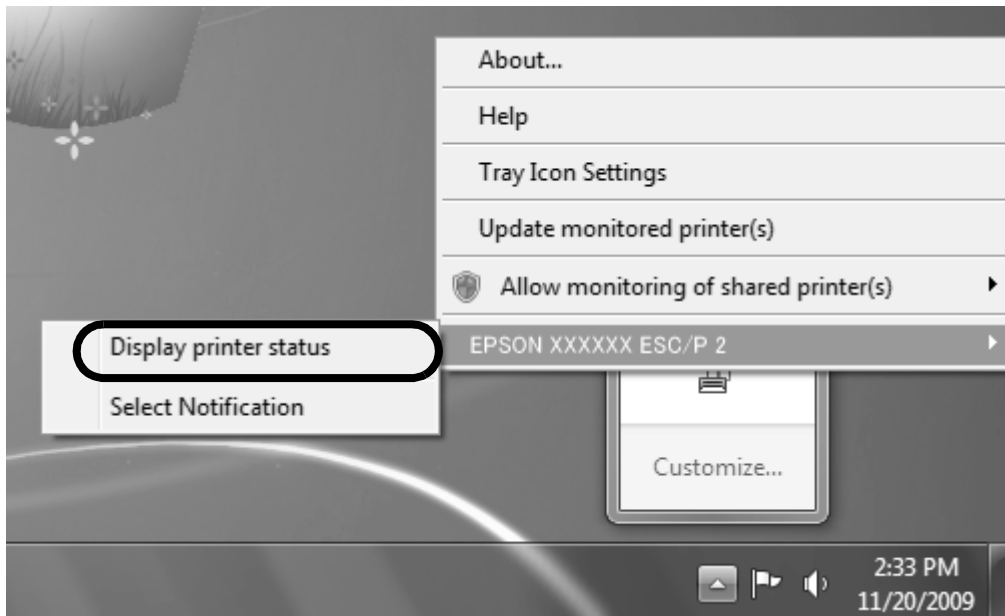 About...
Help
Tray Icon Settings
Update monitored printer(s)
Allow monitoring of shared printer(s)
EPSON XXXXXX ESC/P 2
Display printer status
Select Notification
Customize...
2:33 PM
11/20/2009